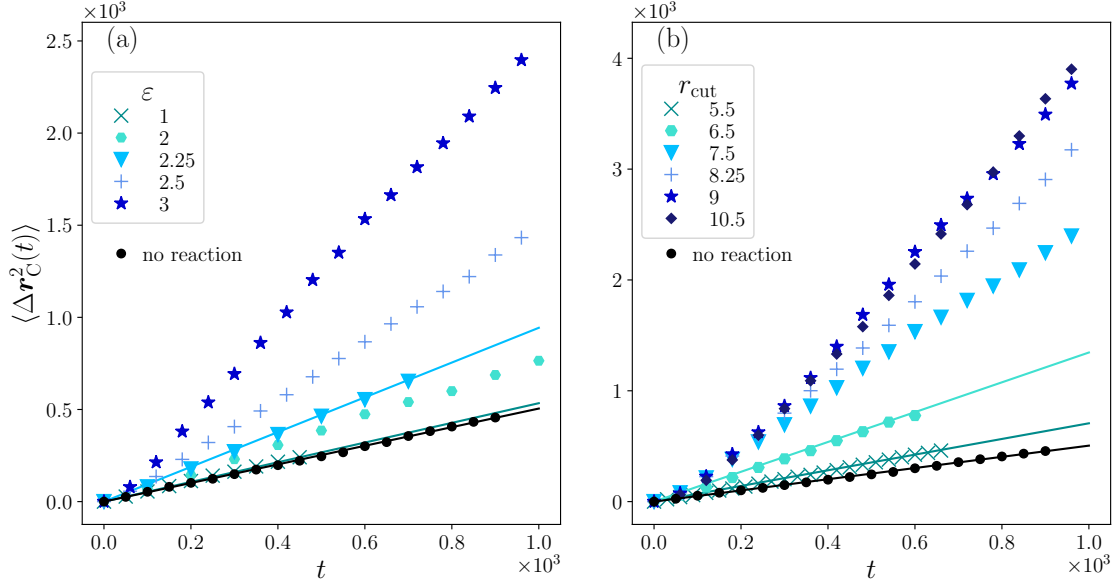 ×10³
(a)
2.5
2.0
1.5
1.0
0.5
0.0
⟨Δr²_C(t)⟩
ε
1
2
2.25
2.5
3
no reaction
0.0 0.2 0.4 0.6 0.8 1.0
t
×10³
×10³
(b)
4
3
2
1
0
r_cut
5.5
6.5
7.5
8.25
9
10.5
no reaction
0.0 0.2 0.4 0.6 0.8 1.0
t
×10³